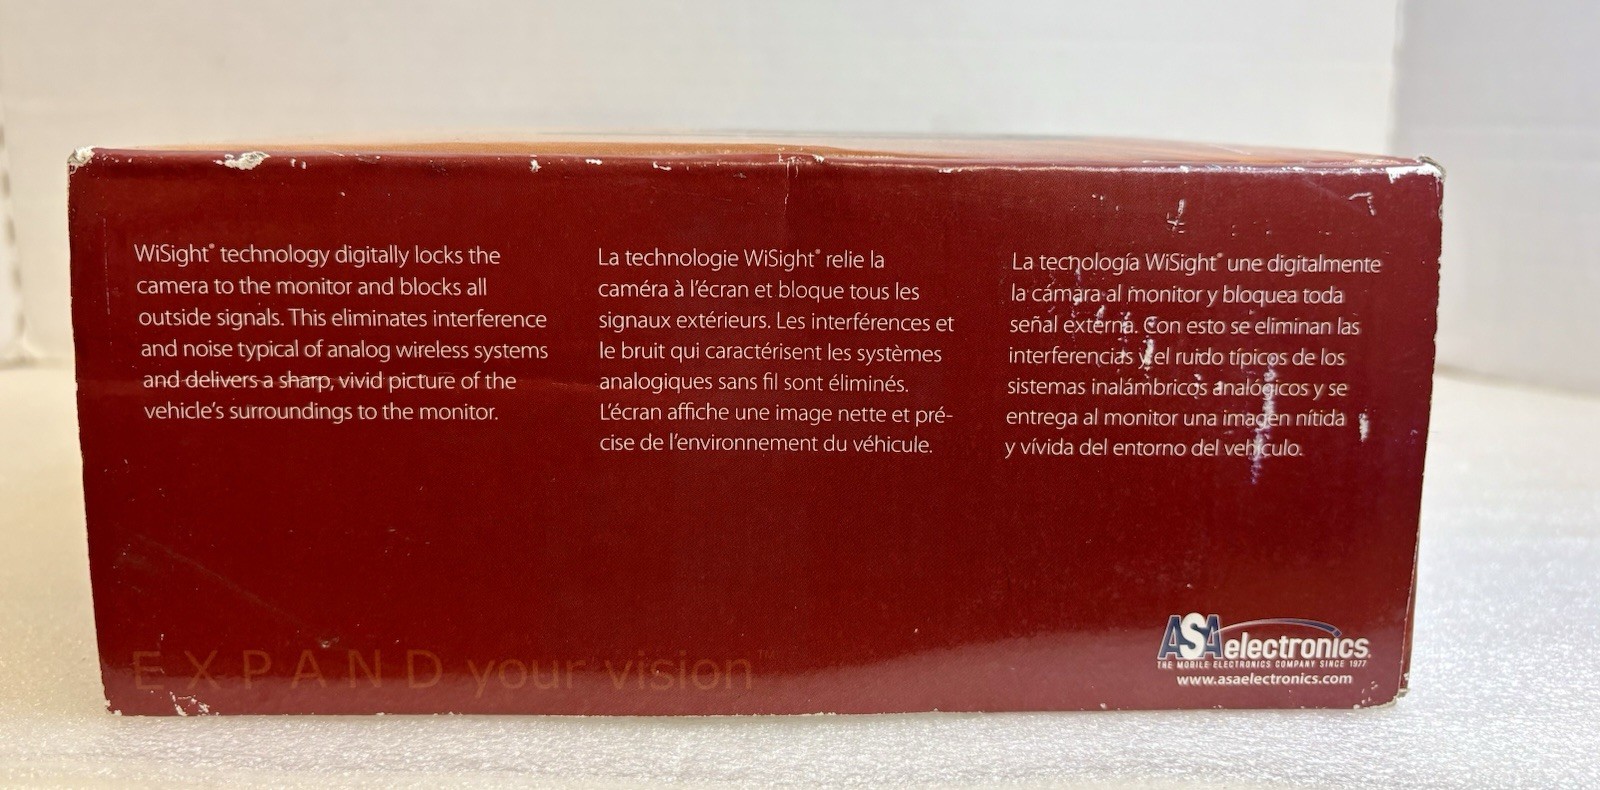 WiSight® technology digitally locks the
camera to the monitor and blocks all
outside signals. This eliminates interference
and noise typical of analog wireless systems
and delivers a sharp, vivid picture of the
vehicle's surroundings to the monitor.
La technologie WiSight® relie la
caméra à l'écran et bloque tous les
signaux extérieurs. Les interférences et
le bruit qui caractérisent les systèmes
analogiques sans fil sont éliminés.
L'écran affiche une image nette et pré-
cise de l'environnement du véhicule.
La tecnología WiSight® une digitalmente
la cámara al monitor y bloquea toda
señal externa. Con esto se eliminan las
interferencias y el ruido típicos de los
sistemas inalámbricos analógicos y se
entrega al monitor una imagen nítida
y vívida del entorno del vehículo.
EXPAND your vision™
ASA electronics.
THE MOBILE ELECTRONICS COMPANY SINCE 1977
www.asaelectronics.com